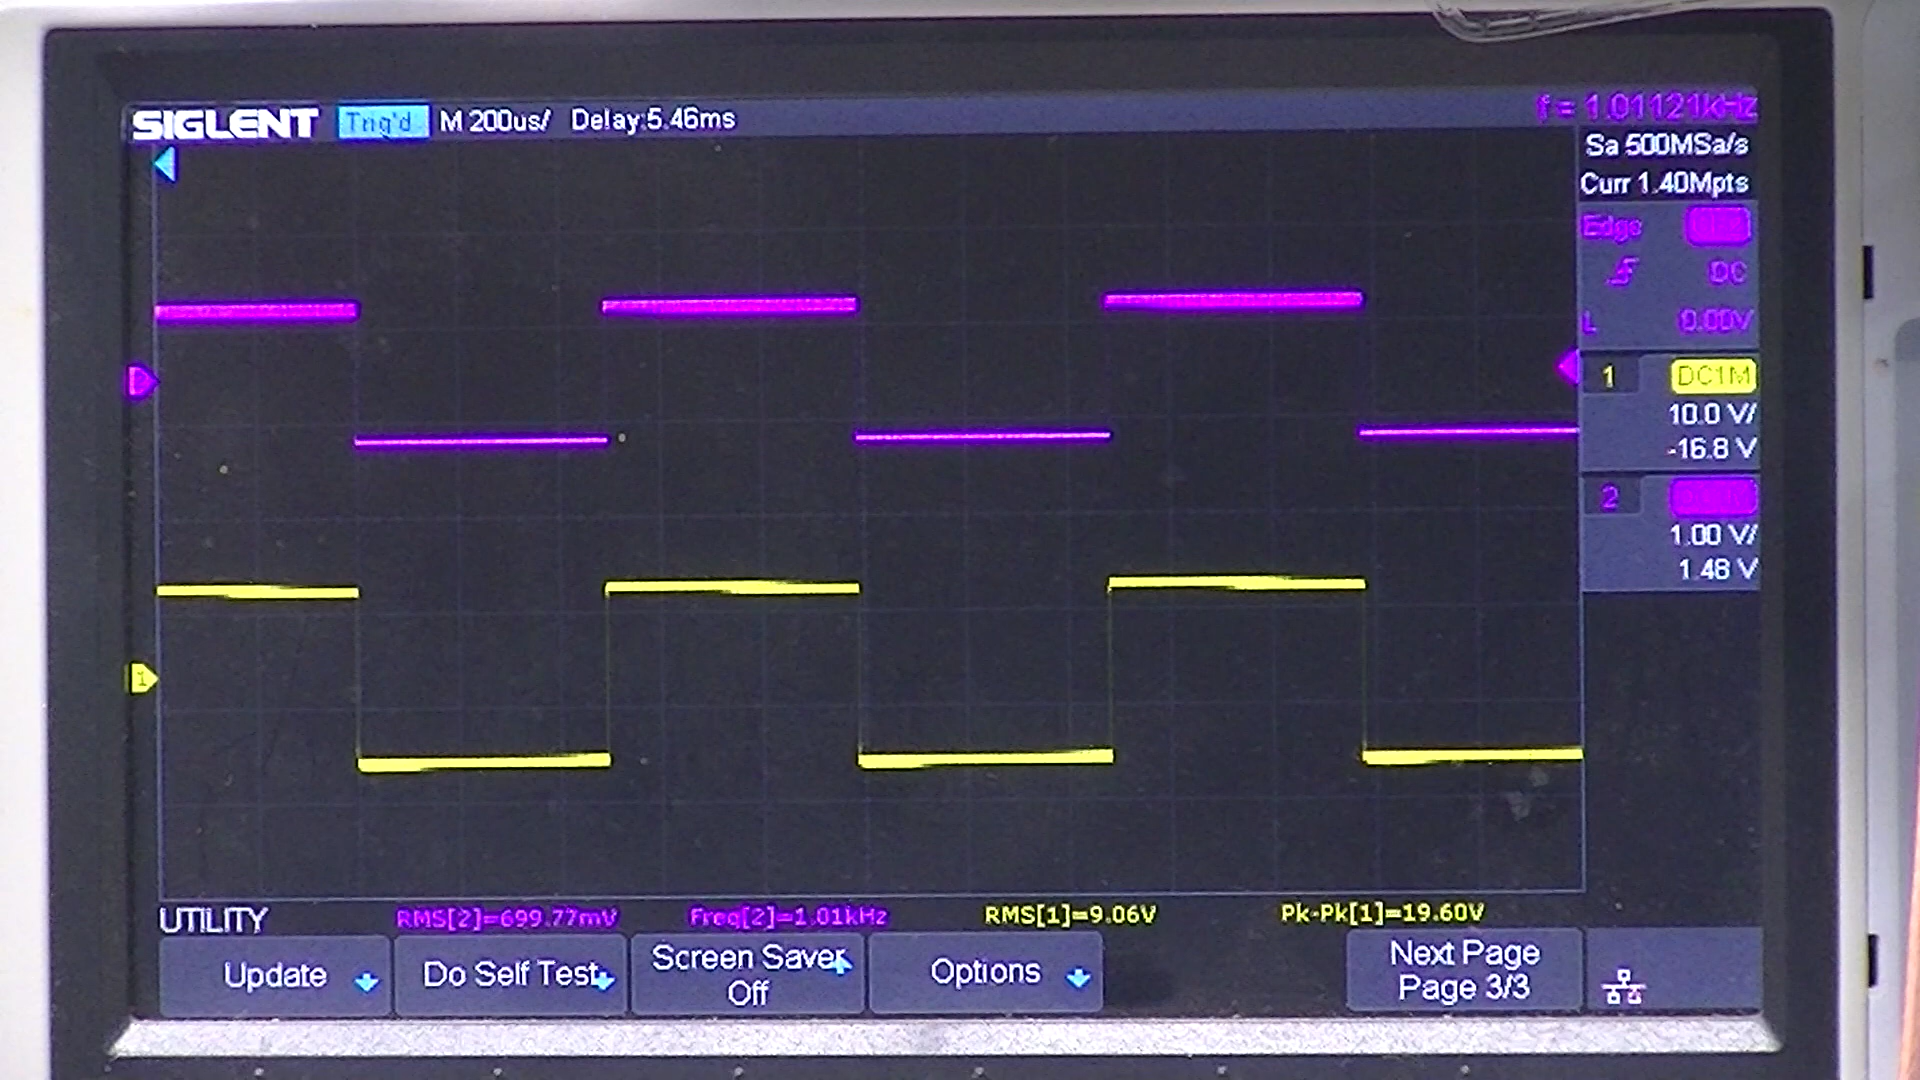 SIGLENT Trig'd M 200us/ Delay:5.46ms
f = 1.01121kHz
Sa 500MSa/s
Curr 1.40Mpts
Edge
DC
L 0.00V
1 DC1M
10.0 V/
-16.8 V
2
1.00 V/
1.48 V
1
UTILITY RMS[2]=699.77mV Freq[2]=1.01kHz RMS[1]=9.06V Pk-Pk[1]=19.60V
Update
Do Self Test
Screen Saver
Off
Options
Next Page
Page 3/3